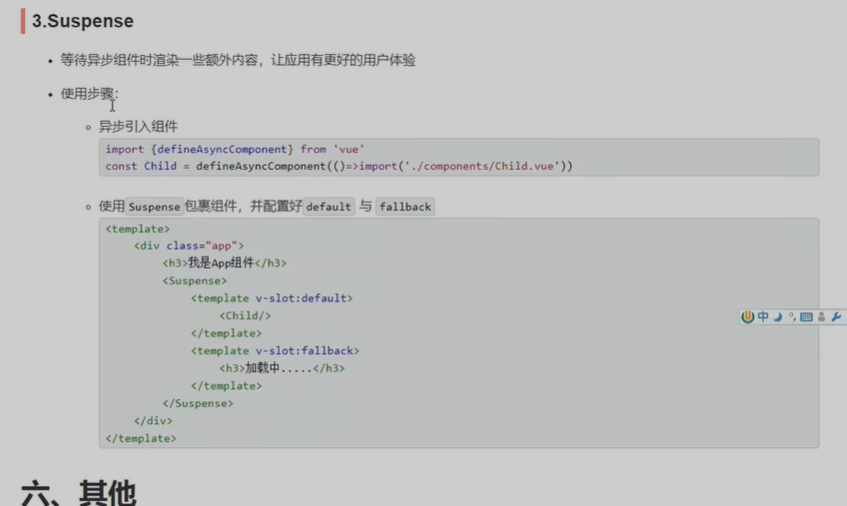 3.Suspense
等待异步组件时渲染一些额外内容，让应用有更好的用户体验
使用步骤：
异步引入组件
import {defineAsyncComponent} from 'vue'
const Child = defineAsyncComponent(()=>import('./components/Child.vue'))
使用Suspense包裹组件，并配置好default 与 fallback
<template>
    <div class="app">
        <h3>我是App组件</h3>
        <Suspense>
            <template v-slot:default>
                <Child/>
            </template>
            <template v-slot:fallback>
                <h3>加载中.....</h3>
            </template>
        </Suspense>
    </div>
</template>
中
六、其他